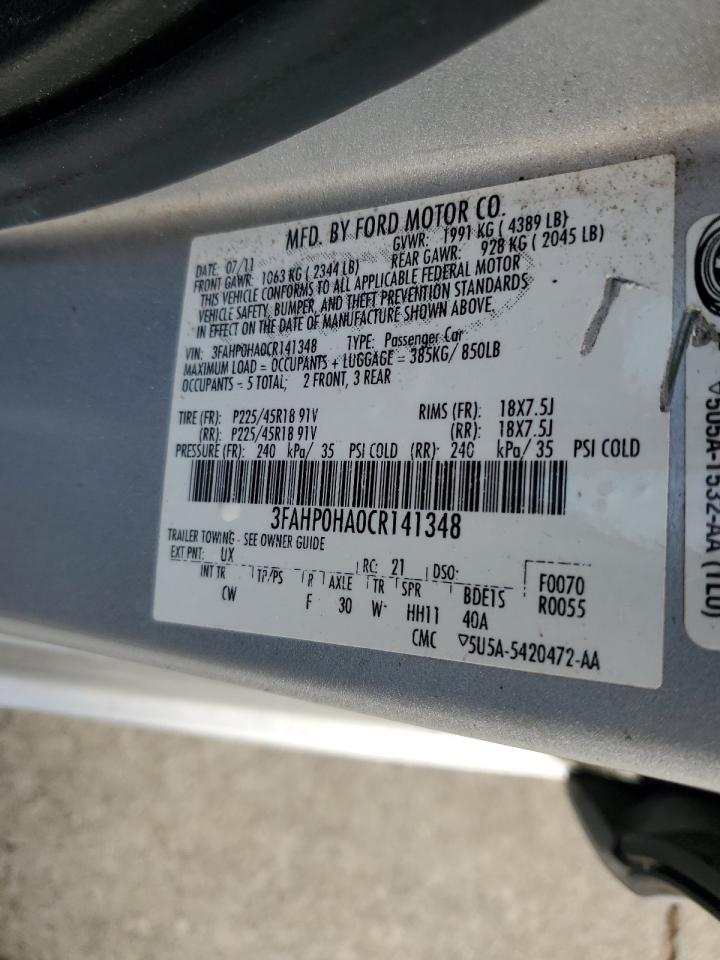 MFD. BY FORD MOTOR CO.
DATE: 07/11 GVWR: 1991 KG ( 4389 LB)
FRONT GAWR: 1063 KG ( 2344 LB) REAR GAWR: 928 KG ( 2045 LB)
THIS VEHICLE CONFORMS TO ALL APPLICABLE FEDERAL MOTOR
VEHICLE SAFETY, BUMPER, AND THEFT PREVENTION STANDARDS
IN EFFECT ON THE DATE OF MANUFACTURE SHOWN ABOVE
VIN: 3FAHP0HA0CR141348 TYPE: Passenger Car
MAXIMUM LOAD = OCCUPANTS + LUGGAGE = 385KG/ 850LB
OCCUPANTS = 5 TOTAL; 2 FRONT, 3 REAR
TIRE (FR): P225/45R18 91V RIMS (FR): 18X7.5J
(RR): P225/45R18 91V (RR): 18X7.5J
PRESSURE (FR): 240 kPa/ 35 PSI COLD (RR): 240 kPa/ 35 PSI COLD
3FAHP0HA0CR141348
TRAILER TOWING - SEE OWNER GUIDE
EXT PNT: UX RC: 21 DSO: F0070
INT TR TP/PS R AXLE TR SPR BDE1S R0055
CW F 30 W HH11 40A
CMC ▽5U5A-5420472-AA
▽5U5A-1532-AA (TLD)